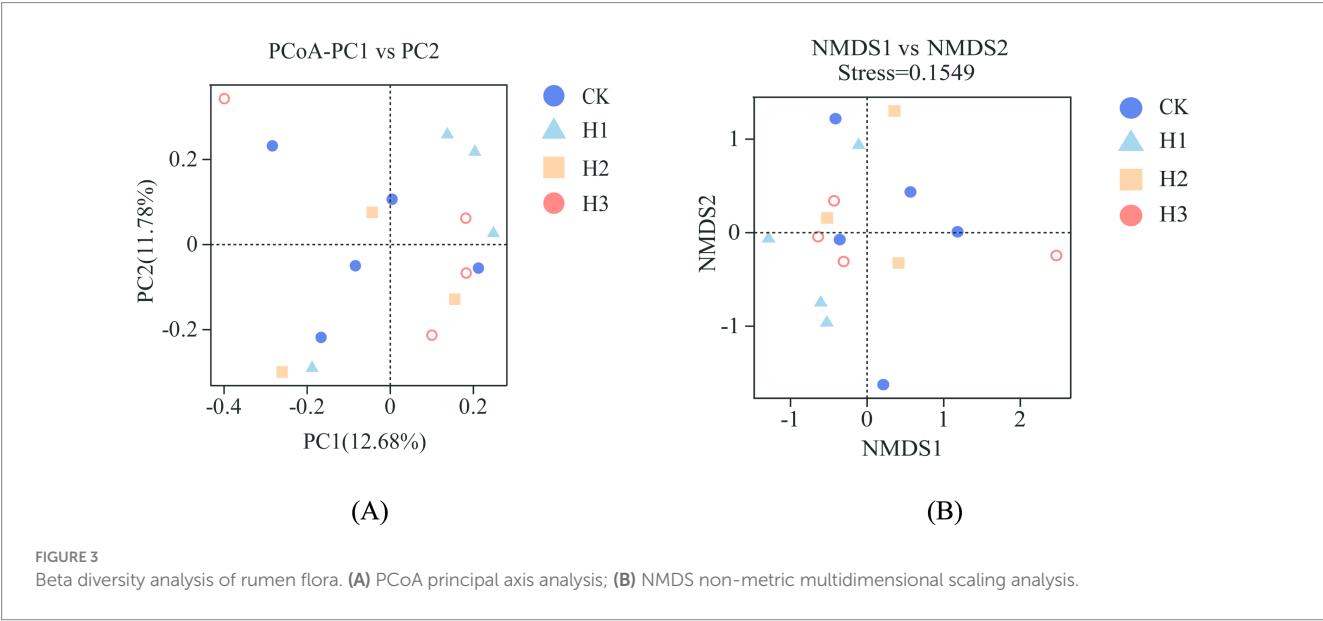 PCoA-PC1 vs PC2
PC2(11.78%)
0.2
0
-0.2
-0.4
-0.2
0
0.2
PC1(12.68%)
CK
H1
H2
H3
(A)
NMDS1 vs NMDS2
Stress=0.1549
NMDS2
1
0
-1
-1
0
1
2
NMDS1
CK
H1
H2
H3
(B)
FIGURE 3
Beta diversity analysis of rumen flora. (A) PCoA principal axis analysis; (B) NMDS non-metric multidimensional scaling analysis.